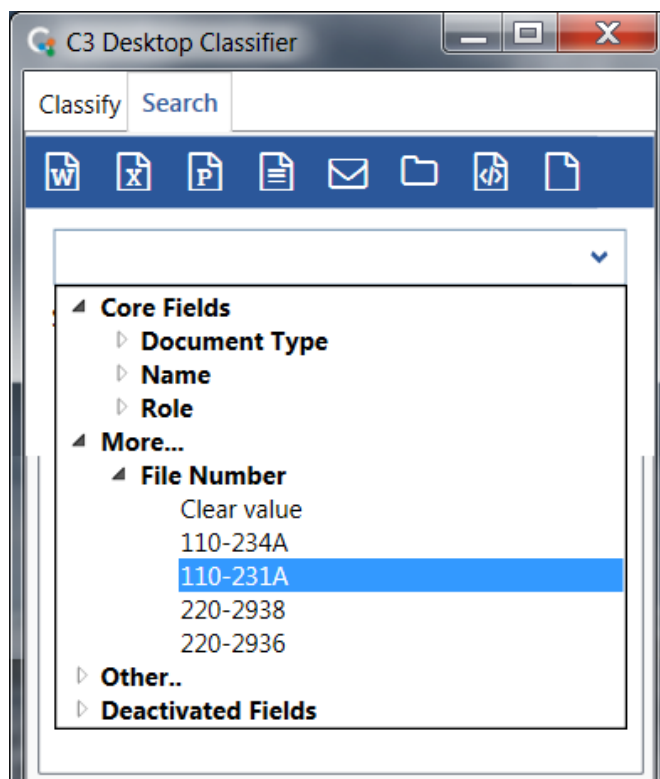 C3 Desktop Classifier
Classify Search
W X P
Core Fields
Document Type
Name
Role
More...
File Number
Clear value
110-234A
110-231A
220-2938
220-2936
Other..
Deactivated Fields